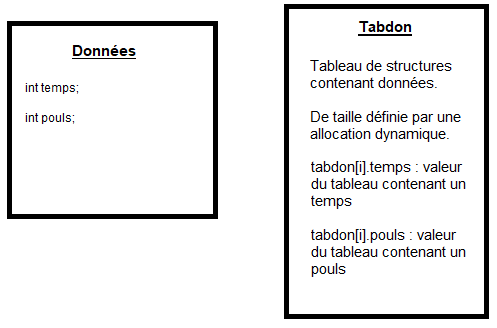 Données
int temps;
int pouls;
Tabdon
Tableau de structures
contenant données.
De taille définie par une
allocation dynamique.
tabdon[i].temps : valeur
du tableau contenant un
temps
tabdon[i].pouls : valeur
du tableau contenant un
pouls